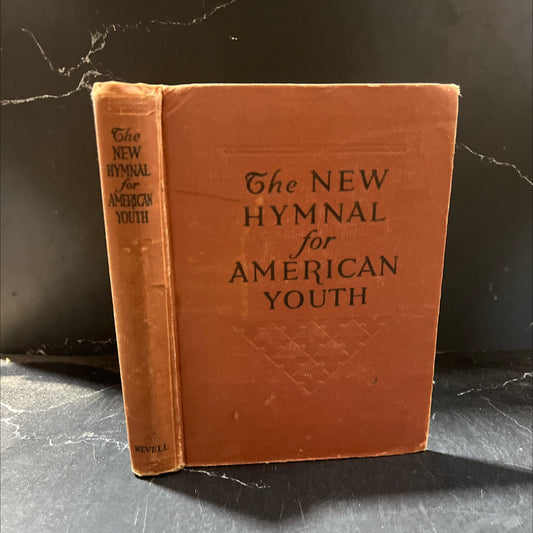 The
NEW
HYMNAL
for
AMERICAN
YOUTH
REVELL
The NEW
HYMNAL
for
AMERICAN
YOUTH